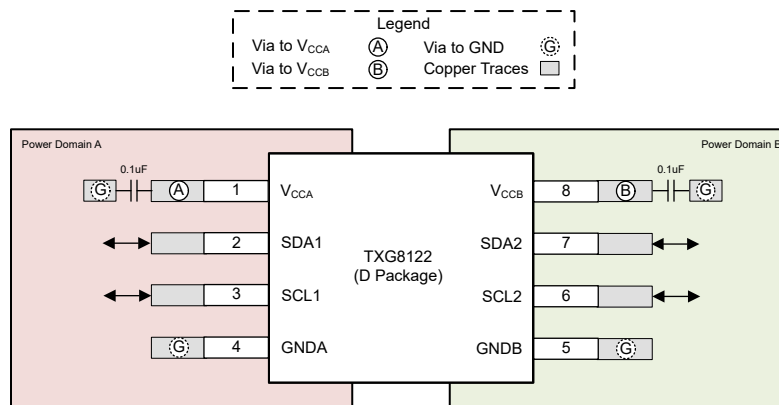 Legend
Via to VCCA A Via to GND G
Via to VCCB B Copper Traces
Power Domain A
Power Domain B
0.1uF
0.1uF
G A 1 VCCA VCCB 8 B G
2 SDA1 SDA2 7
TXG8122
(D Package)
3 SCL1 SCL2 6
G 4 GNDA GNDB 5 G